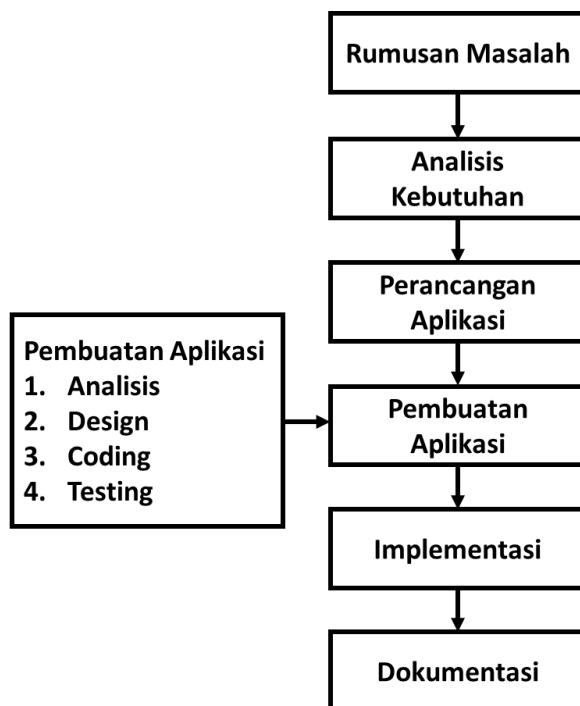 Rumusan Masalah
Analisis
Kebutuhan
Perancangan
Aplikasi
Pembuatan Aplikasi
1. Analisis
2. Design
3. Coding
4. Testing
Pembuatan
Aplikasi
Implementasi
Dokumentasi